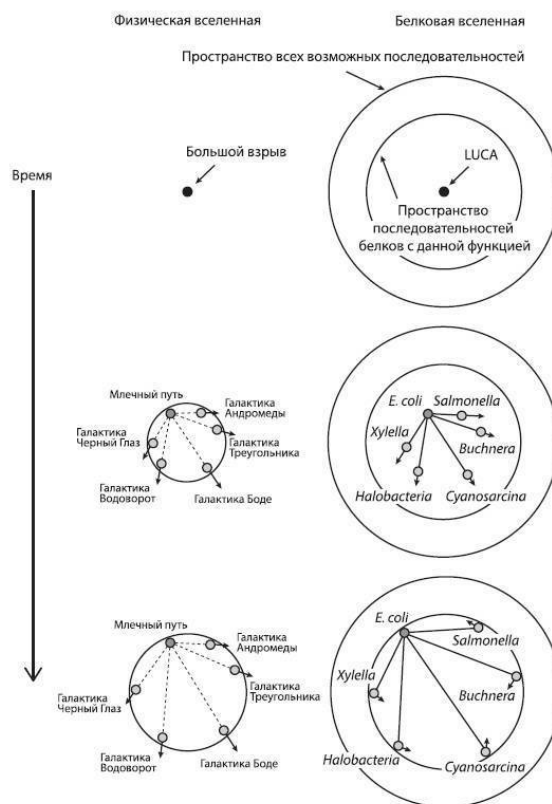 Физическая вселенная
Белковая вселенная
Пространство всех возможных последовательностей
Большой взрыв
LUCA
Время
Пространство
последовательностей
белков с данной функцией
Млечный путь
Галактика
Андромеды
Галактика
Черный Глаз
Галактика
Треугольника
Галактика
Водоворот
Галактика Боде
E. coli
Salmonella
Xylella
Buchnera
Halobacteria
Cyanosarcina
Млечный путь
Галактика
Андромеды
Галактика
Треугольника
Галактика
Черный Глаз
Галактика
Водоворот
Галактика Боде
E. coli
Salmonella
Xylella
Buchnera
Halobacteria
Cyanosarcina